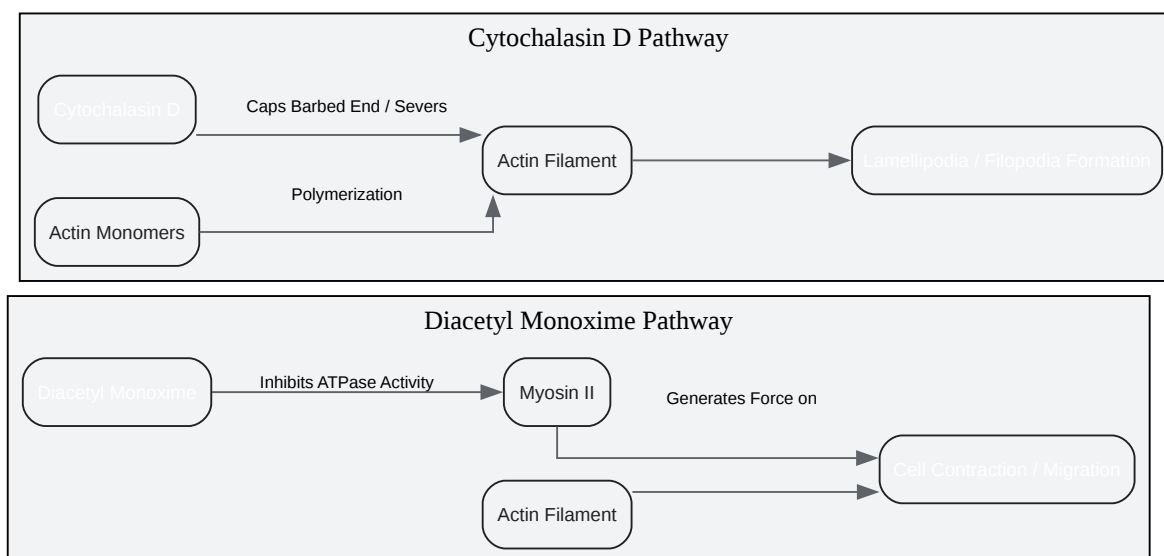 Cytochalasin D Pathway
Cytochalasin D
Caps Barbed End / Severs
Actin Filament
Lamellipodia / Filopodia Formation
Polymerization
Actin Monomers
Diacetyl Monoxime Pathway
Diacetyl Monoxime
Inhibits ATPase Activity
Myosin II
Generates Force on
Cell Contraction / Migration
Actin Filament